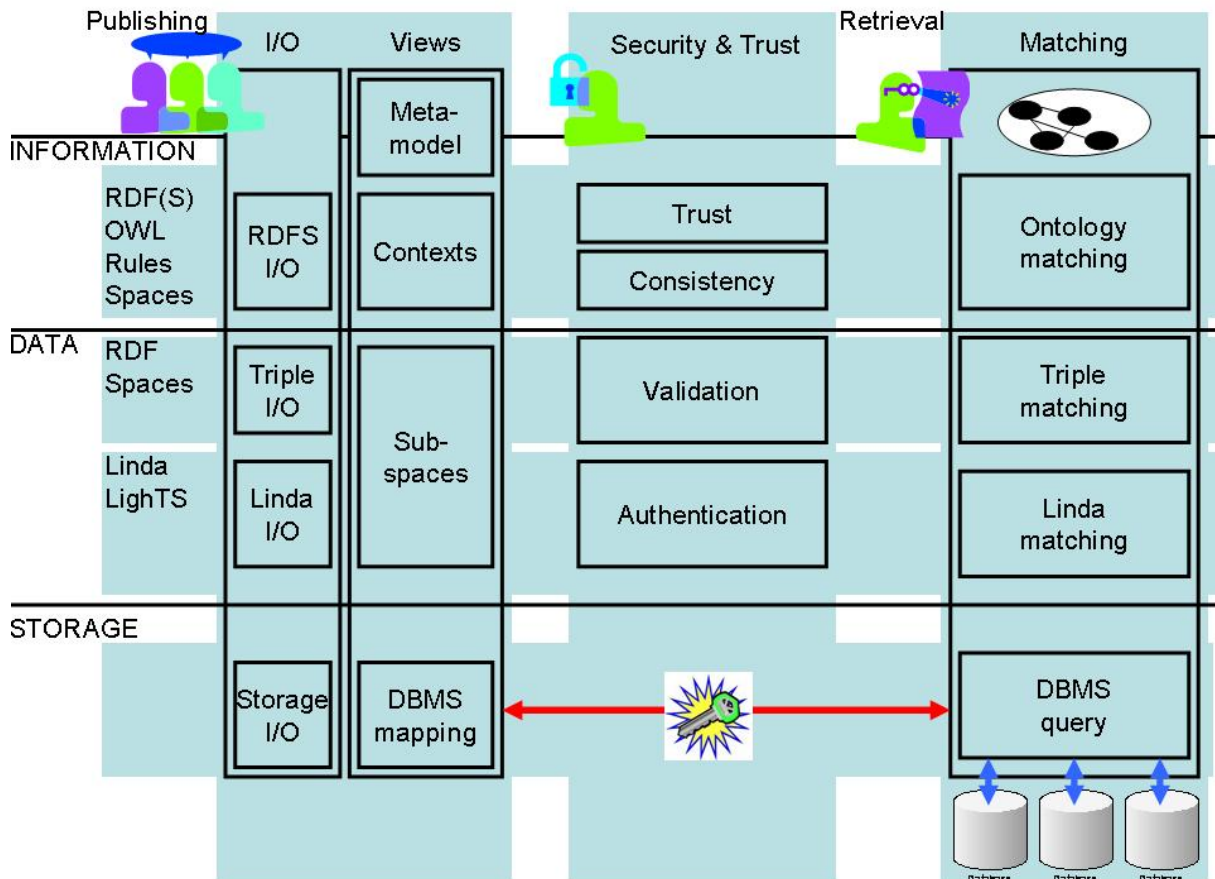 Publishing
I/O
Views
Security & Trust
Retrieval
Matching
Meta-
model
INFORMATION
RDF(S)
OWL
Rules
Spaces
RDFS
I/O
Contexts
Trust
Consistency
Ontology
matching
DATA
RDF
Spaces
Triple
I/O
Sub-
spaces
Validation
Triple
matching
Linda
LighTS
Linda
I/O
Authentication
Linda
matching
STORAGE
Storage
I/O
DBMS
mapping
DBMS
query